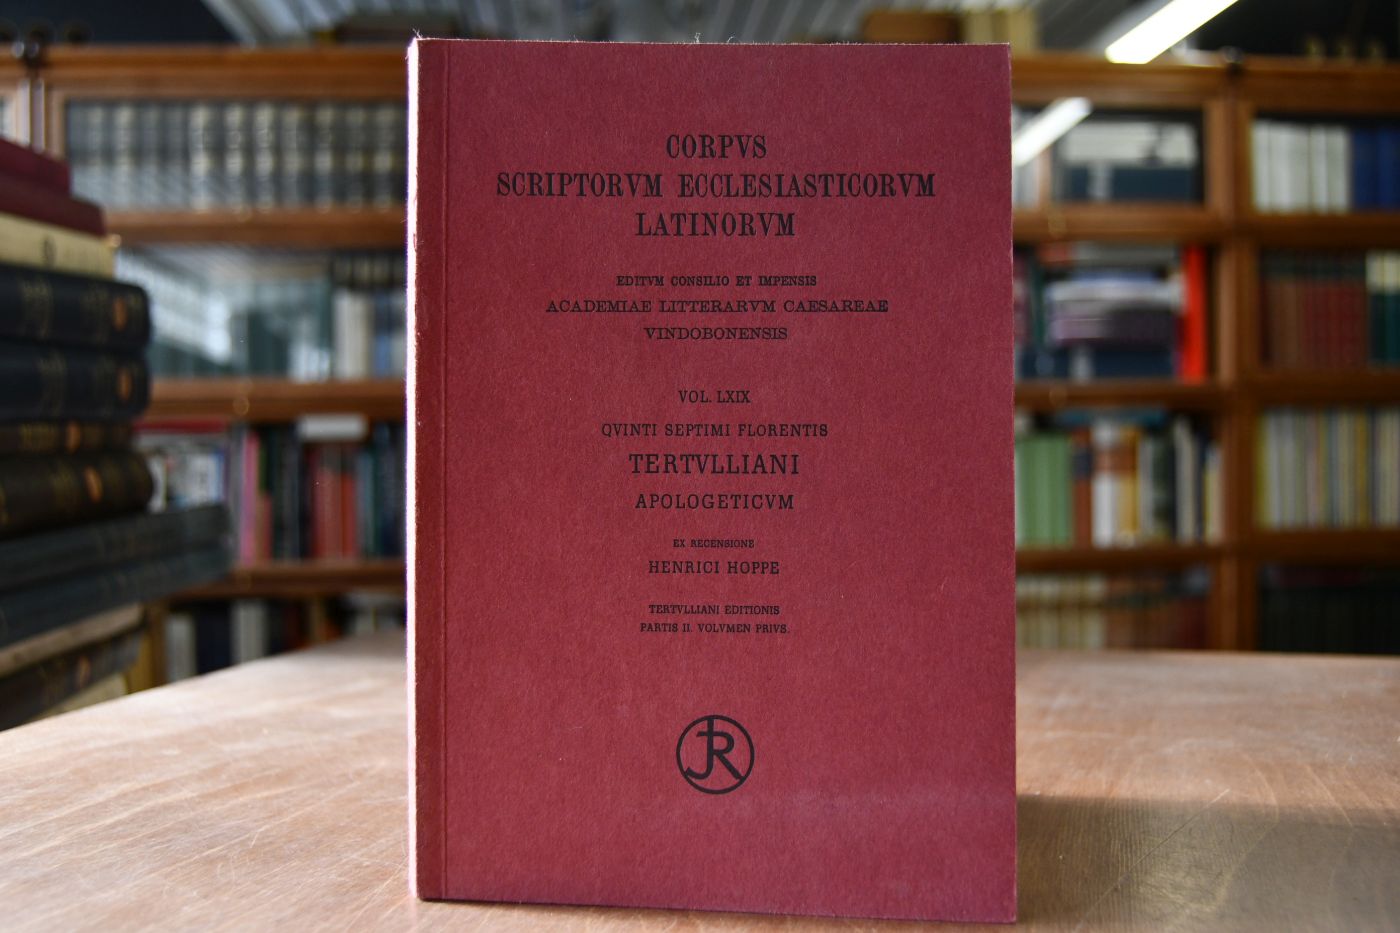 CORPVS
SCRIPTORVM ECCLESIASTICORVM
LATINORVM
EDITVM CONSILIO ET IMPENSIS
ACADEMIAE LITTERARVM CAESAREAE
VINDOBONENSIS
VOL. LXIX
QVINTI SEPTIMI FLORENTIS
TERTVLLIANI
APOLOGETICVM
EX RECENSIONE
HENRICI HOPPE
TERTVLLIANI EDITIONIS
PARTIS II. VOLVMEN PRIVS.
JR